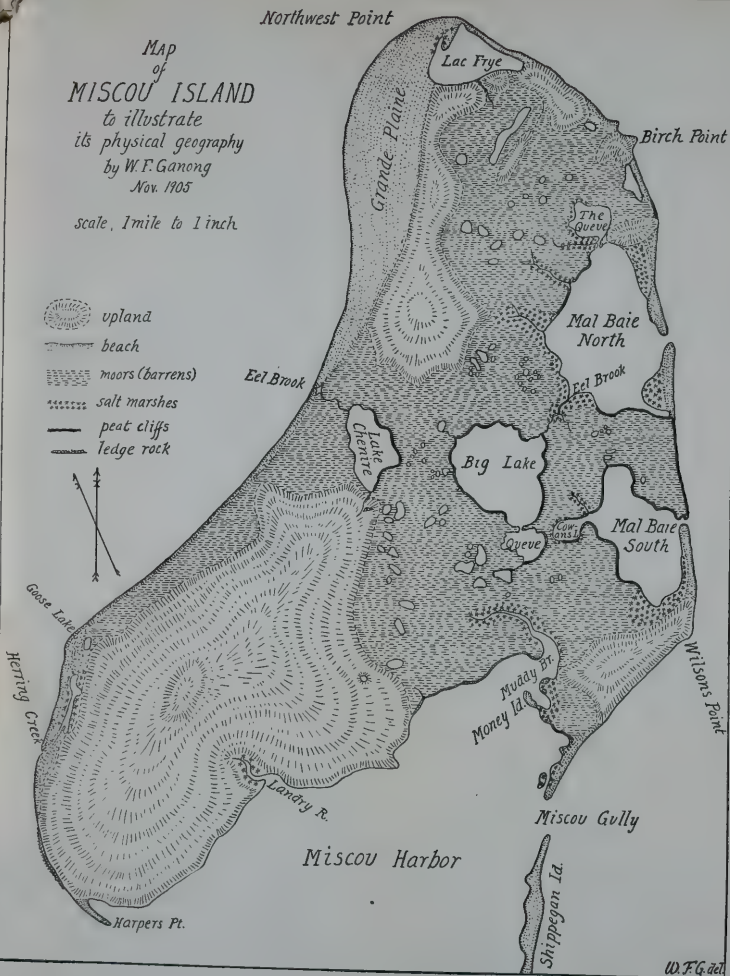 Northwest Point
MAP
of
MISCOU ISLAND
to illustrate
its physical geography
by W. F. Ganong
Nov. 1905
scale, 1 mile to 1 inch
Lac Frye
Grande Plaine
Birch Point
The
Queue
Mal Baie
North
upland
beach
moors (barrens)
salt marshes
peat cliffs
ledge rock
Eel Brook
Eel Brook
Lake
Chenire
Big Lake
Queue
Mal Baie
South
Goose Lake
Herring Creek
Muddy Br.
Money Id.
Wilsons Point
Landry R.
Miscou Gully
Miscou Harbor
Shippegan Id.
Harpers Pt.
W.F.G. del.